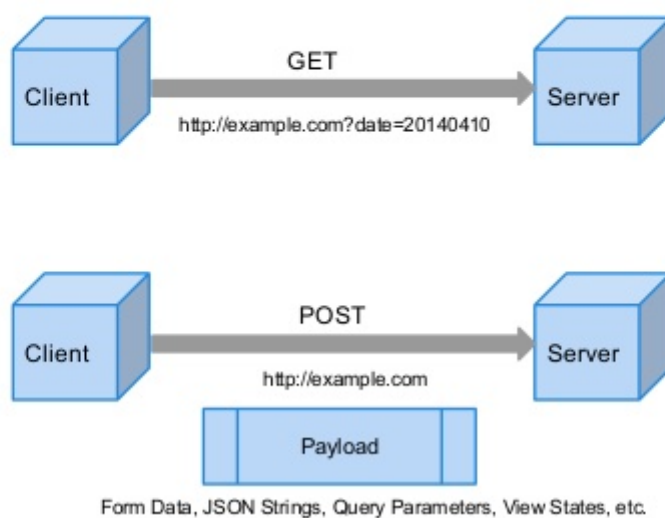 GET
Client
Server
http://example.com?date=20140410
POST
Client
Server
http://example.com
Payload
Form Data, JSON Strings, Query Parameters, View States, etc.